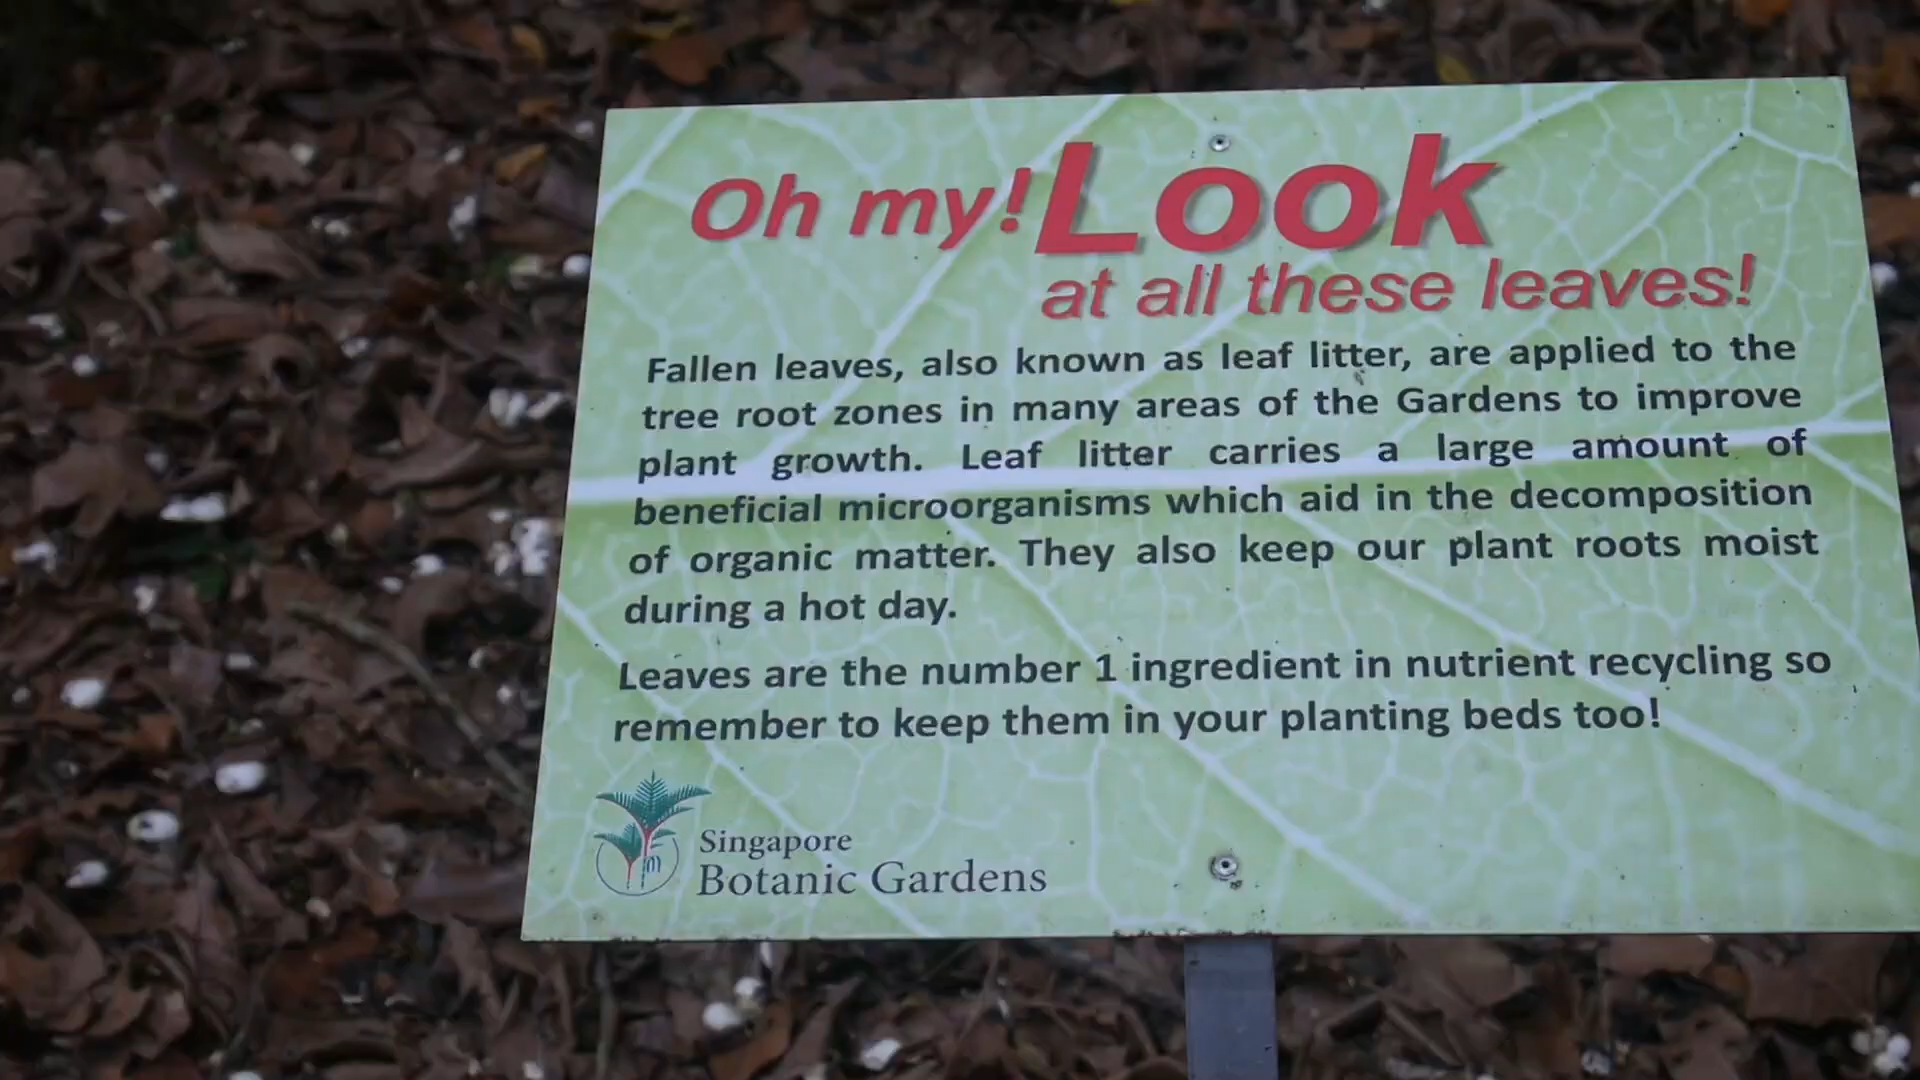 Oh my! Look
at all these leaves!
Fallen leaves, also known as leaf litter, are applied to the
tree root zones in many areas of the Gardens to improve
plant growth. Leaf litter carries a large amount of
beneficial microorganisms which aid in the decomposition
of organic matter. They also keep our plant roots moist
during a hot day.
Leaves are the number 1 ingredient in nutrient recycling so
remember to keep them in your planting beds too!
Singapore
Botanic Gardens